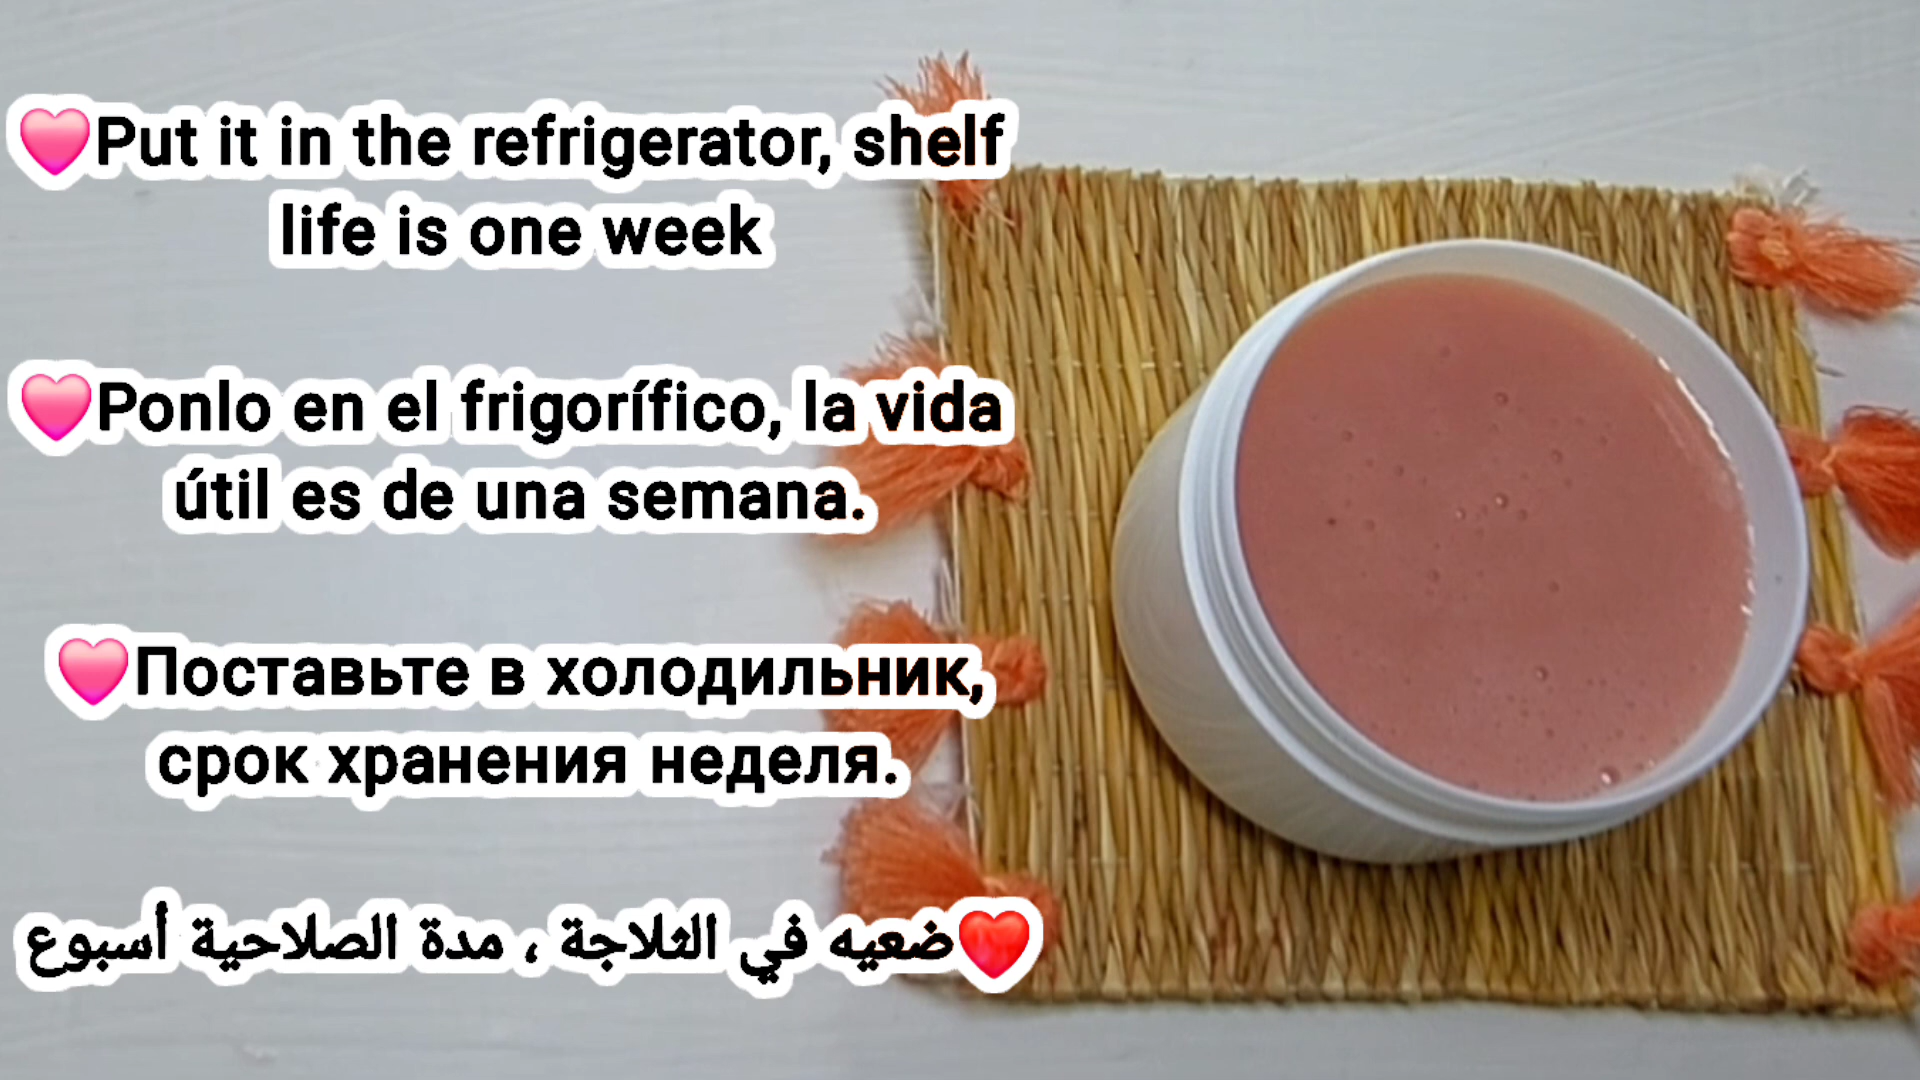 🩷Put it in the refrigerator, shelf
life is one week
🩷Ponlo en el frigorífico, la vida
útil es de una semana.
🩷Поставьте в холодильник,
срок хранения неделя.
❤️ضعيه في الثلاجة ، مدة الصلاحية أسبوع